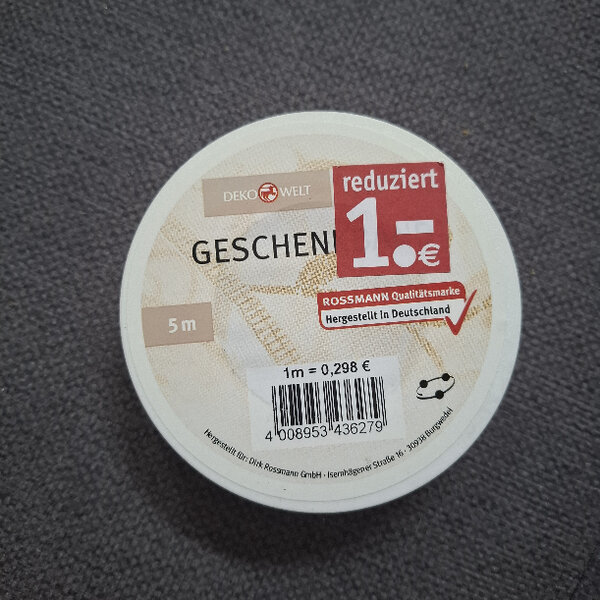 DEKO WELT
reduziert
1.-€
GESCHEN
ROSSMANN Qualitätsmarke
Hergestellt in Deutschland
5 m
1m = 0,298 €
4 008953 436279
Hergestellt für: Dirk Rossmann GmbH · Isernhägener Straße 16 · 30938 Burgwedel